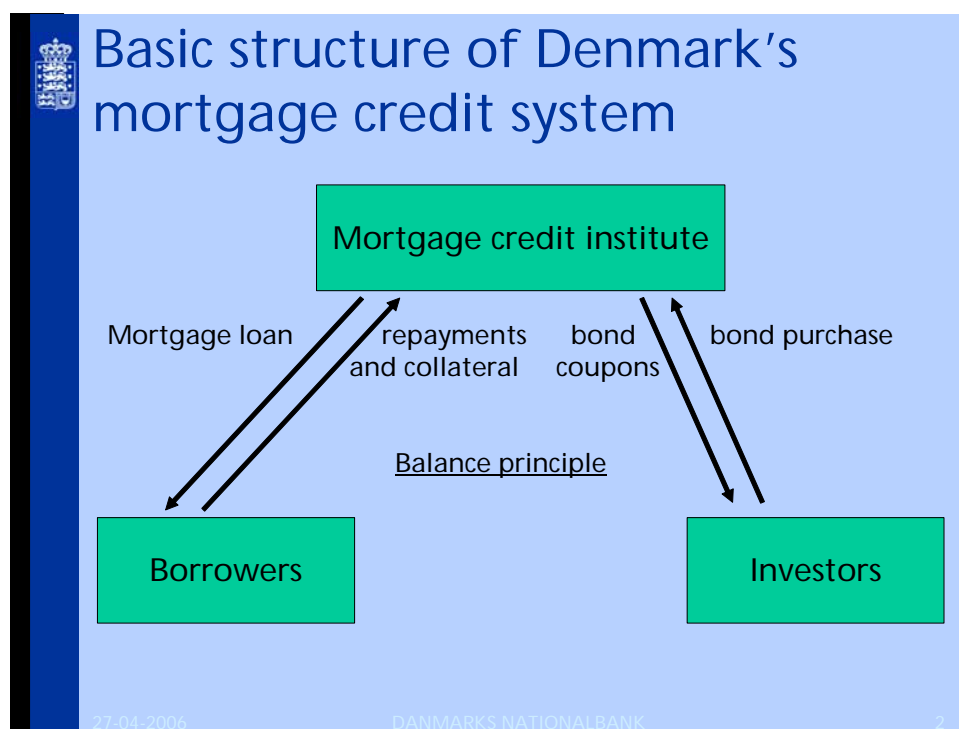 Basic structure of Denmark's
mortgage credit system
Mortgage credit institute
Mortgage loan
repayments
and collateral
bond
coupons
bond purchase
Balance principle
Borrowers
Investors
27-04-2006
DANMARKS NATIONALBANK
2